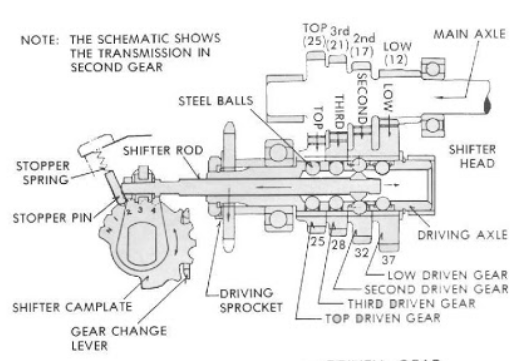 NOTE: THE SCHEMATIC SHOWS
THE TRANSMISSION IN
SECOND GEAR
TOP
(25)
3rd
(21)
2nd
(17)
LOW
(12)
MAIN AXLE
STEEL BALLS
TOP
THIRD
SECOND
LOW
STOPPER
SPRING
SHIFTER ROD
SHIFTER
HEAD
STOPPER PIN
N
2
3
4
DRIVING AXLE
25
28
32
37
SHIFTER CAMPLATE
DRIVING
SPROCKET
GEAR CHANGE
LEVER
LOW DRIVEN GEAR
SECOND DRIVEN GEAR
THIRD DRIVEN GEAR
TOP DRIVEN GEAR